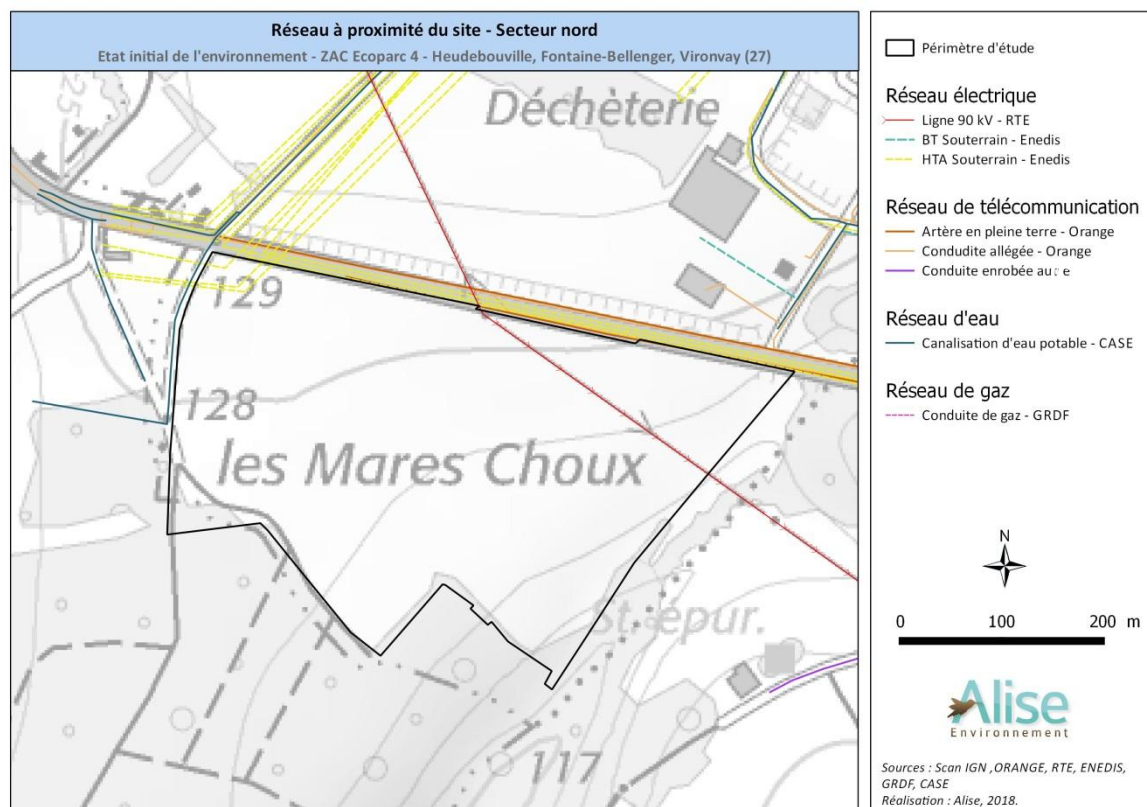 Réseau à proximité du site - Secteur nord
Etat initial de l'environnement - ZAC Ecoparc 4 - Heudebouville, Fontaine-Bellenger, Vironvay (27)
Déchèterie
129
128
les Mares Choux
St. épur.
117
Périmètre d'étude
Réseau électrique
Ligne 90 kV - RTE
BT Souterrain - Enedis
HTA Souterrain - Enedis
Réseau de télécommunication
Artère en pleine terre - Orange
Condudite allégée - Orange
Conduite enrobée
Réseau d'eau
Canalisation d'eau potable - CASE
Réseau de gaz
Conduite de gaz - GRDF
N
0 100 200 m
Alise
Environnement
Sources : Scan IGN ,ORANGE, RTE, ENEDIS,
GRDF, CASE
Réalisation : Alise, 2018.